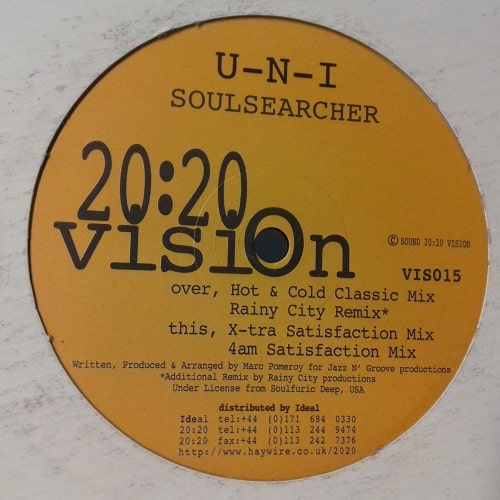 U-N-I
SOULSEARCHER
20:20
visiOn
© SOUND 20:20 VISION
VIS015
over, Hot & Cold Classic Mix
Rainy City Remix*
this, X-tra Satisfaction Mix
4am Satisfaction Mix
Written, Produced & Arranged by Marc Pomeroy for Jazz N' Groove productions
*Additional Remix by Rainy City productions
Under License from Soulfuric Deep, USA
distributed by Ideal
Ideal tel:+44 (0)171 684 0330
20:20 tel:+44 (0)113 244 9474
20:20 fax:+44 (0)113 242 7376
http://www.haywire.co.uk/2020